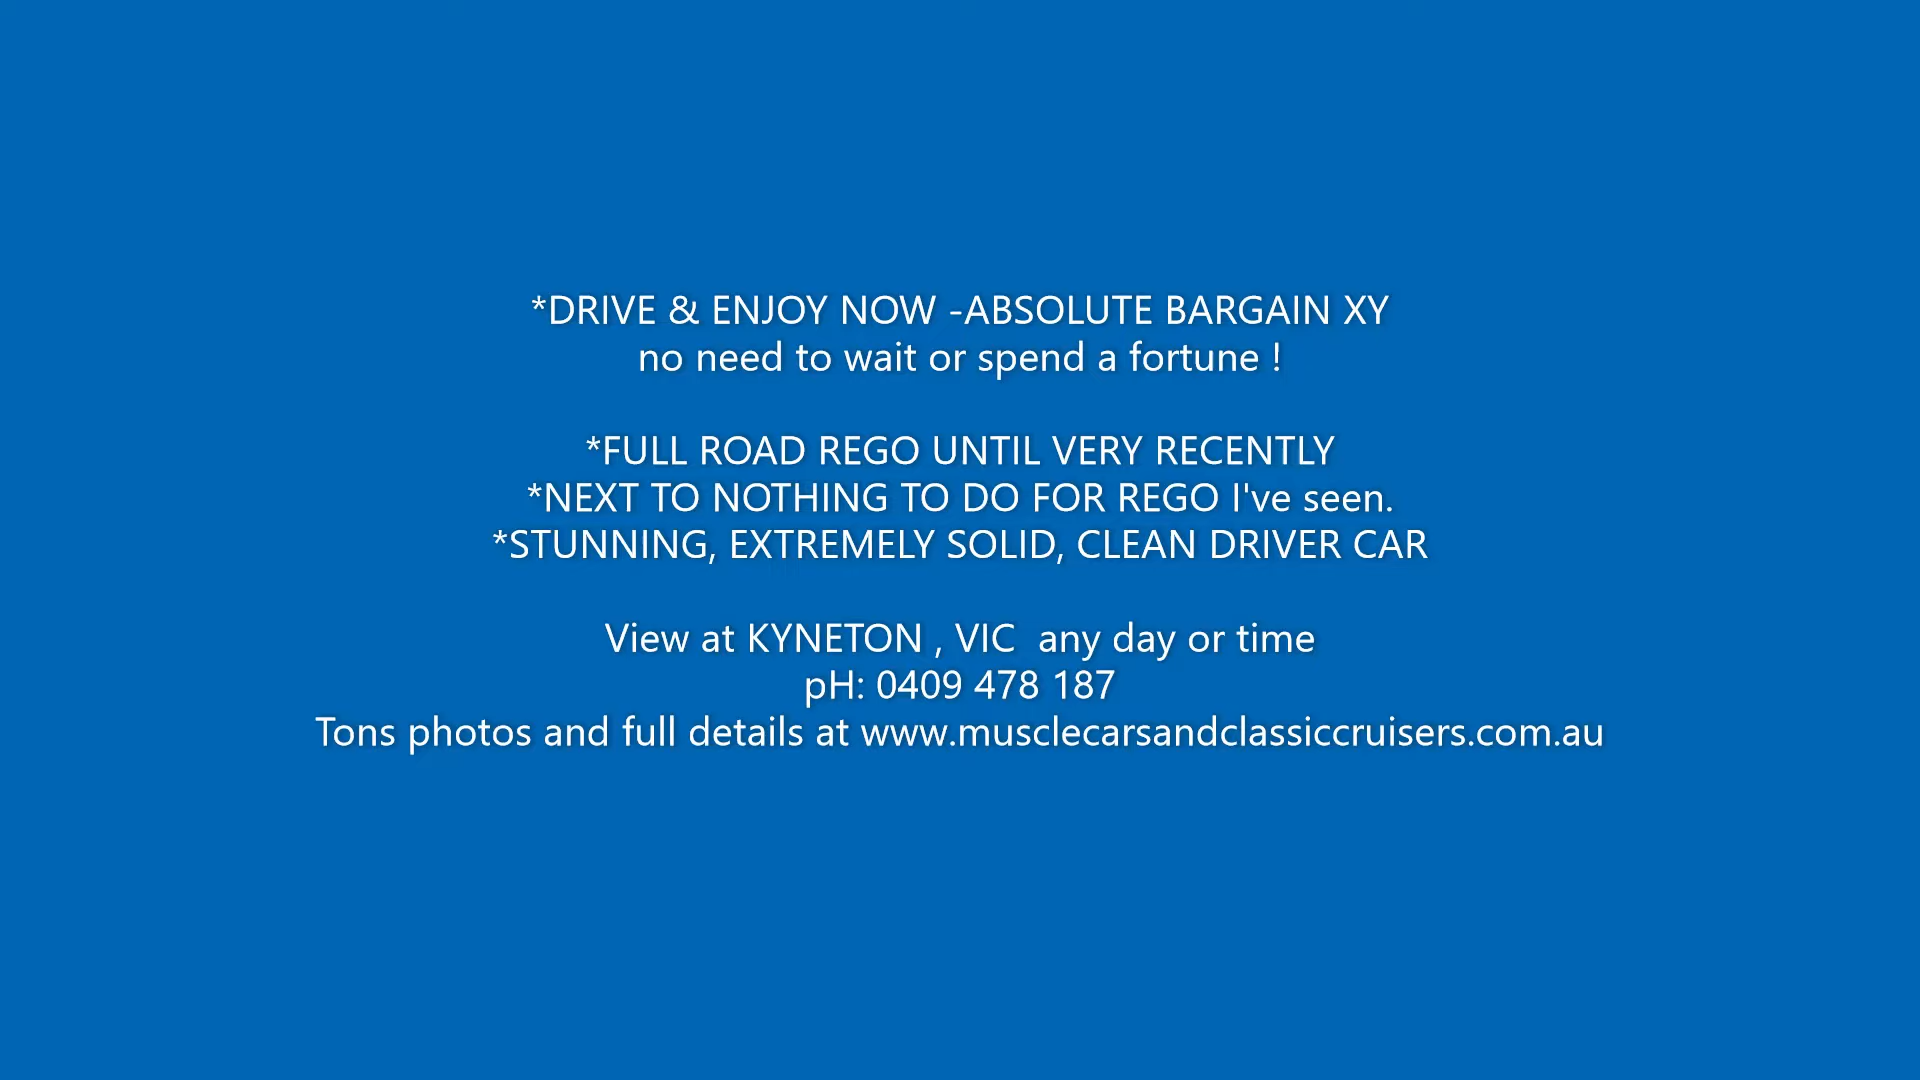 *DRIVE & ENJOY NOW -ABSOLUTE BARGAIN XY
no need to wait or spend a fortune !
*FULL ROAD REGO UNTIL VERY RECENTLY
*NEXT TO NOTHING TO DO FOR REGO I've seen.
*STUNNING, EXTREMELY SOLID, CLEAN DRIVER CAR
View at KYNETON , VIC  any day or time
pH: 0409 478 187
Tons photos and full details at www.musclecarsandclassiccruisers.com.au